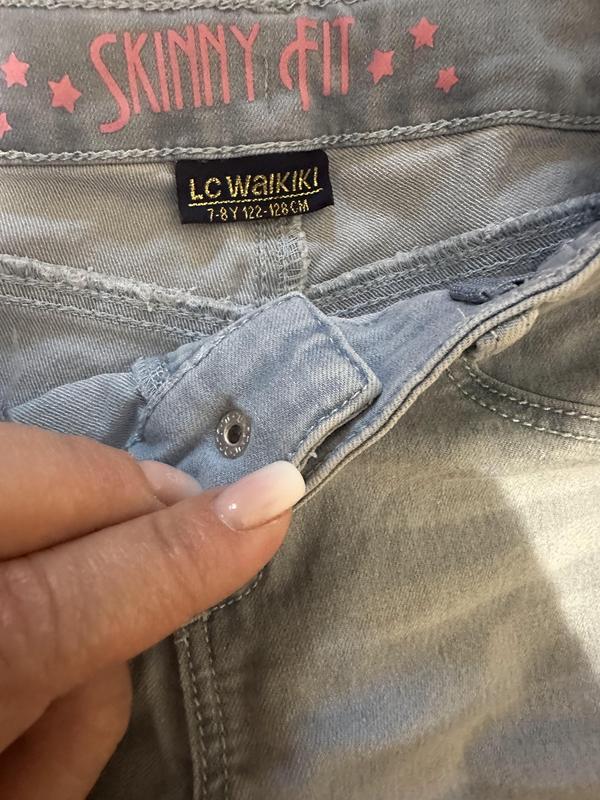 SKINNY FIT
LC WAIKIKI
7-8 Y 122-128 CM